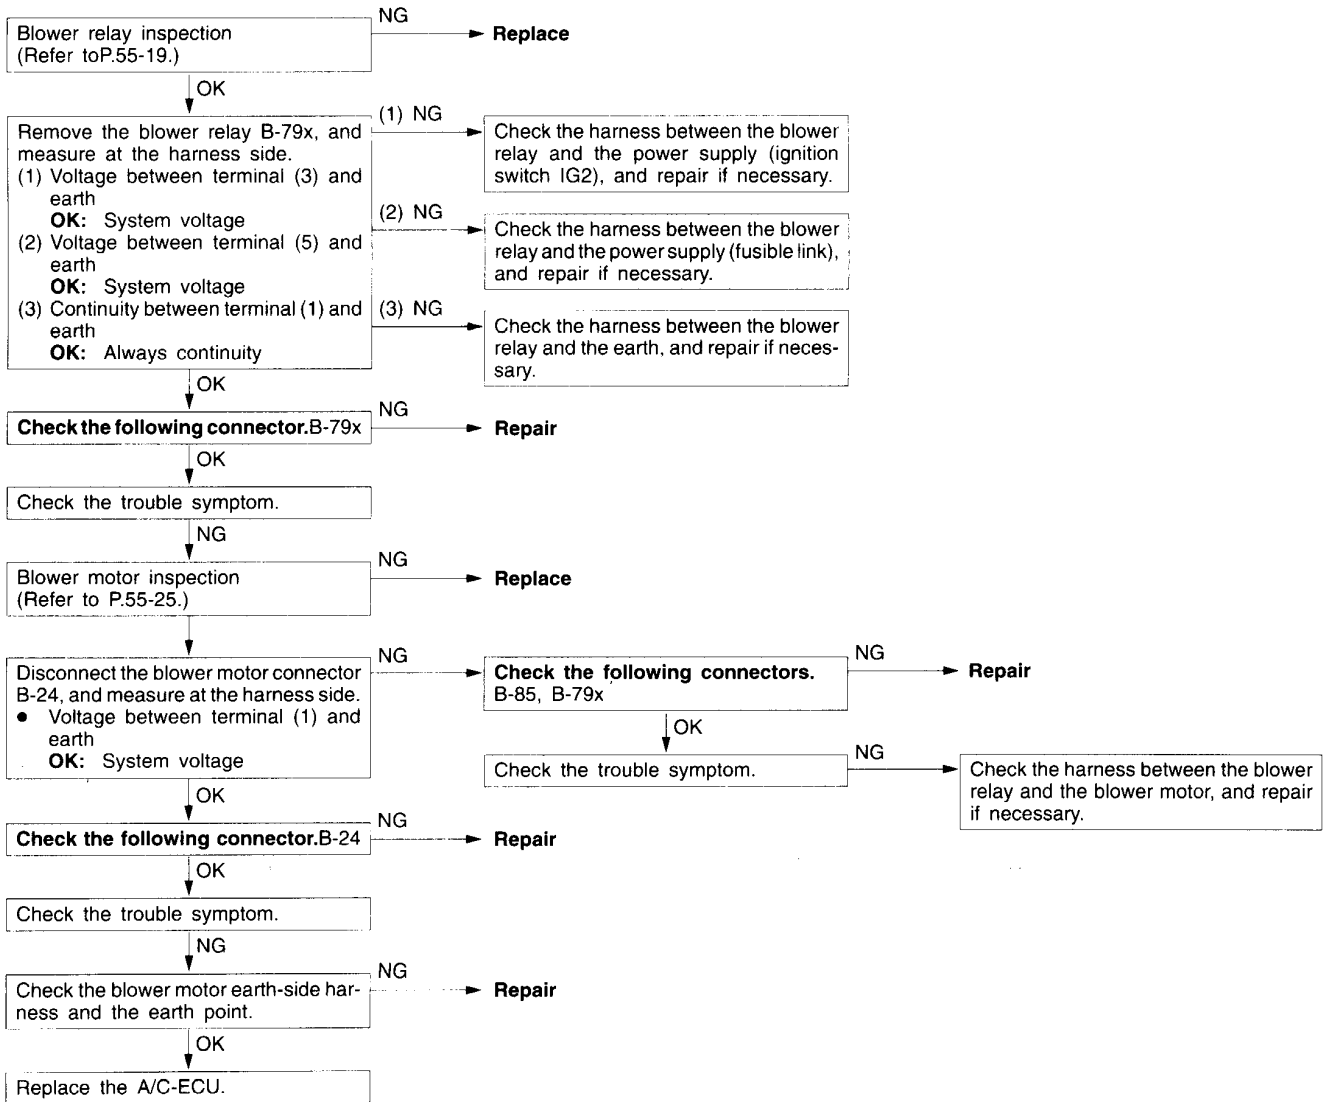 Blower relay inspection
(Refer toP.55-19.)
NG
Replace
OK
Remove the blower relay B-79x, and
measure at the harness side.
(1) Voltage between terminal (3) and
earth
OK: System voltage
(2) Voltage between terminal (5) and
earth
OK: System voltage
(3) Continuity between terminal (1) and
earth
OK: Always continuity
(1) NG
Check the harness between the blower
relay and the power supply (ignition
switch IG2), and repair if necessary.
(2) NG
Check the harness between the blower
relay and the power supply (fusible link),
and repair if necessary.
(3) NG
Check the harness between the blower
relay and the earth, and repair if neces-
sary.
OK
Check the following connector.B-79x
NG
Repair
OK
Check the trouble symptom.
NG
Blower motor inspection
(Refer to P.55-25.)
NG
Replace
Disconnect the blower motor connector
B-24, and measure at the harness side.
● Voltage between terminal (1) and
earth
OK: System voltage
NG
Check the following connectors.
B-85, B-79x
NG
Repair
OK
Check the trouble symptom.
NG
Check the harness between the blower
relay and the blower motor, and repair
if necessary.
OK
Check the following connector.B-24
NG
Repair
OK
Check the trouble symptom.
NG
Check the blower motor earth-side har-
ness and the earth point.
NG
Repair
OK
Replace the A/C-ECU.